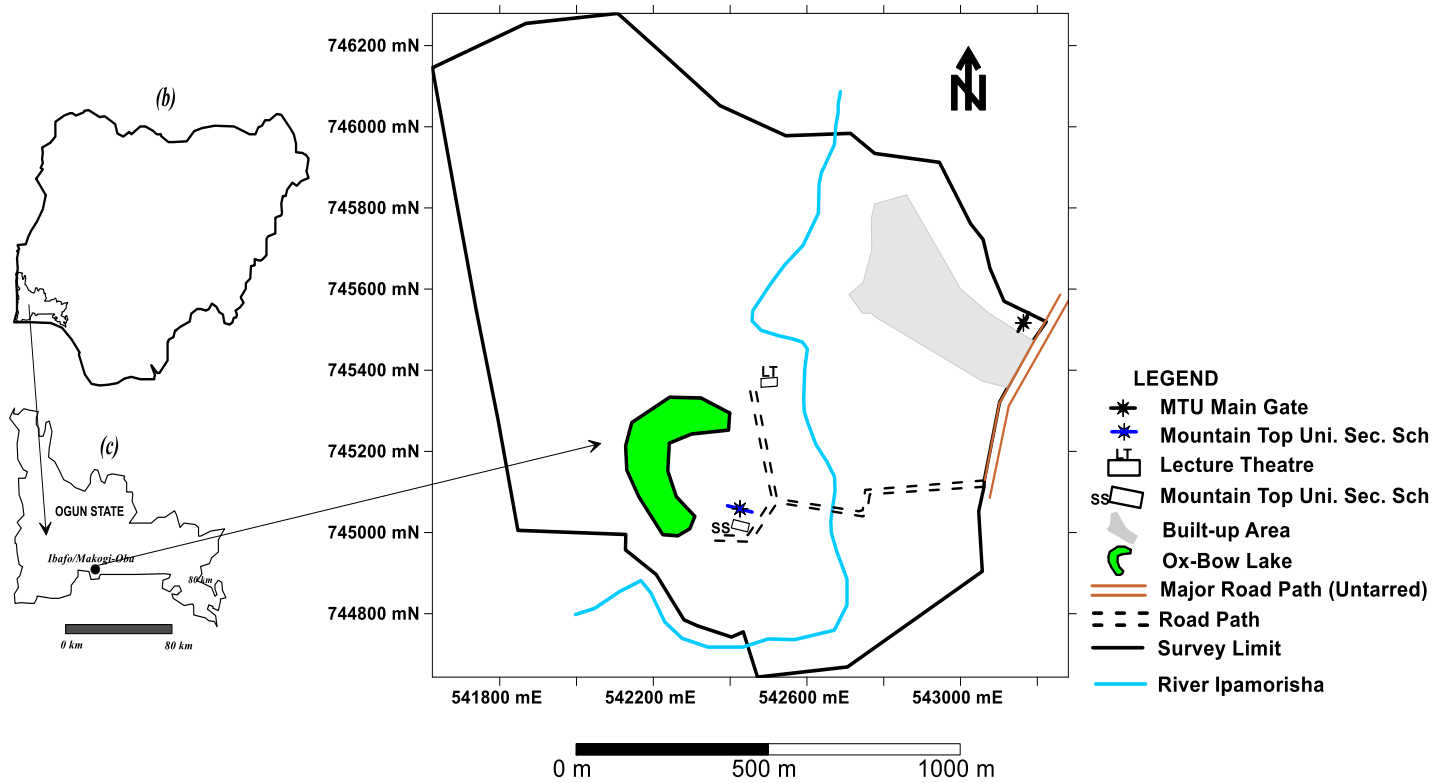 (b)
(c)
OGUN STATE
Ibafo/Makogi-Oba
80 km
0 km
80 km
746200 mN
746000 mN
745800 mN
745600 mN
745400 mN
745200 mN
745000 mN
744800 mN
541800 mE
542200 mE
542600 mE
543000 mE
N
LT
SS
0 m
500 m
1000 m
LEGEND
MTU Main Gate
Mountain Top Uni. Sec. Sch
LT
Lecture Theatre
SS
Mountain Top Uni. Sec. Sch
Built-up Area
Ox-Bow Lake
Major Road Path (Untarred)
Road Path
Survey Limit
River Ipamorisha